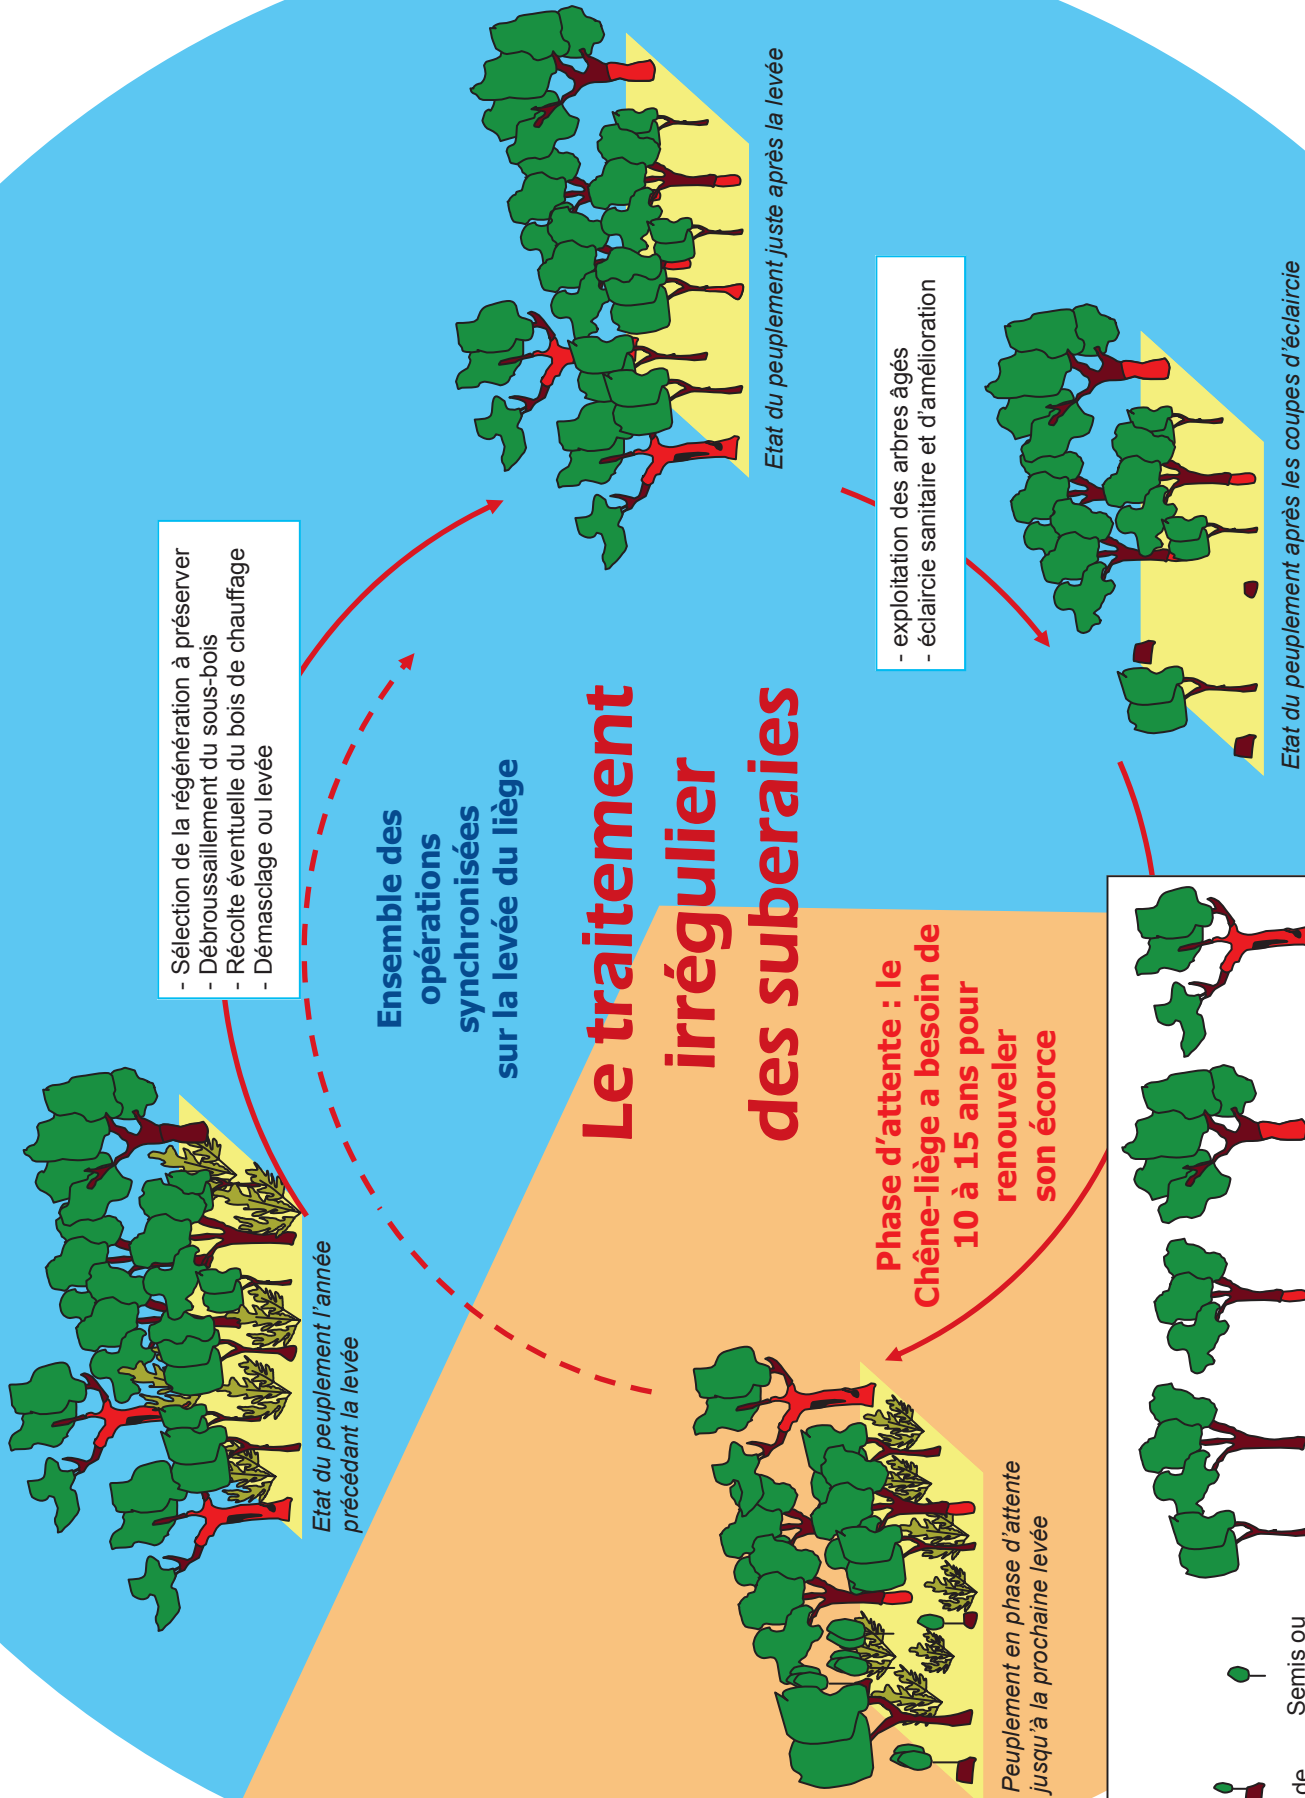 - Sélection de la régénération à préserver
- Débroussaillement du sous-bois
- Récolte éventuelle du bois de chauffage
- Démasclage ou levée
Etat du peuplement l'année
précédant la levée
Ensemble des
opérations
synchronisées
sur la levée du liège
Etat du peuplement juste après la levée
Le traitement
irrégulier
des suberaies
- exploitation des arbres âgés
- éclaircie sanitaire et d'amélioration
Phase d'attente : le
Chêne-liège a besoin de
10 à 15 ans pour
renouveler
son écorce
Peuplement en phase d'attente
jusqu'à la prochaine levée
Etat du peuplement après les coupes d'éclaircie
de
Semis ou